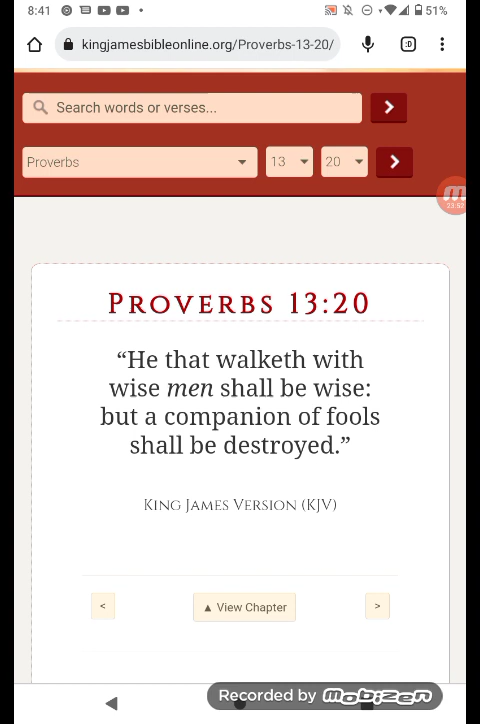 8:41 51%
kingjamesbibleonline.org/Proverbs-13-20/ :D
Search words or verses...
Proverbs 13 20
23:52
PROVERBS 13:20
“He that walketh with
wise men shall be wise:
but a companion of fools
shall be destroyed.”
KING JAMES VERSION (KJV)
< ▲ View Chapter >
Recorded by mobizen